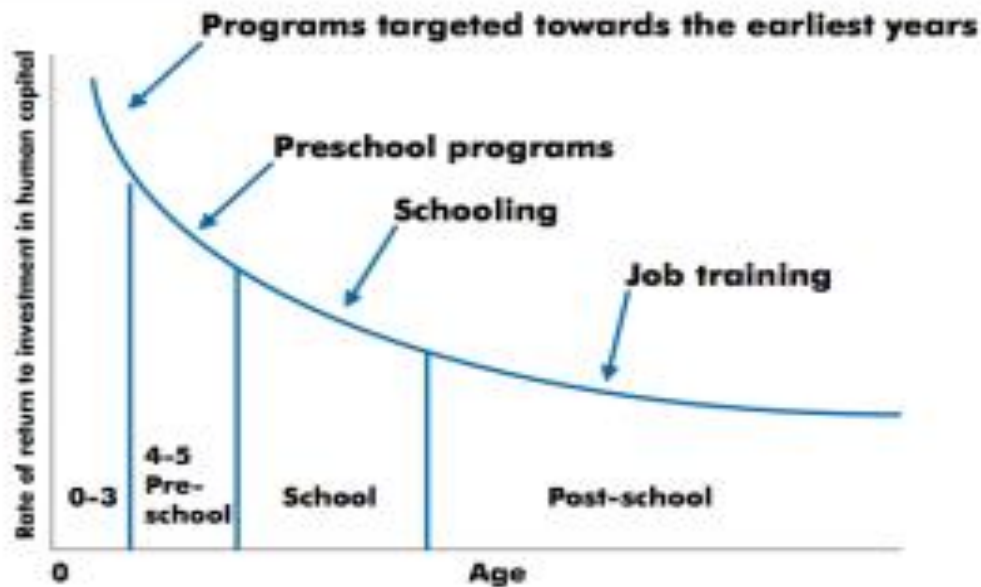 Programs targeted towards the earliest years
Preschool programs
Schooling
Job training
Rate of return to investment in human capital
0-3
4-5
Pre-
school
School
Post-school
0
Age